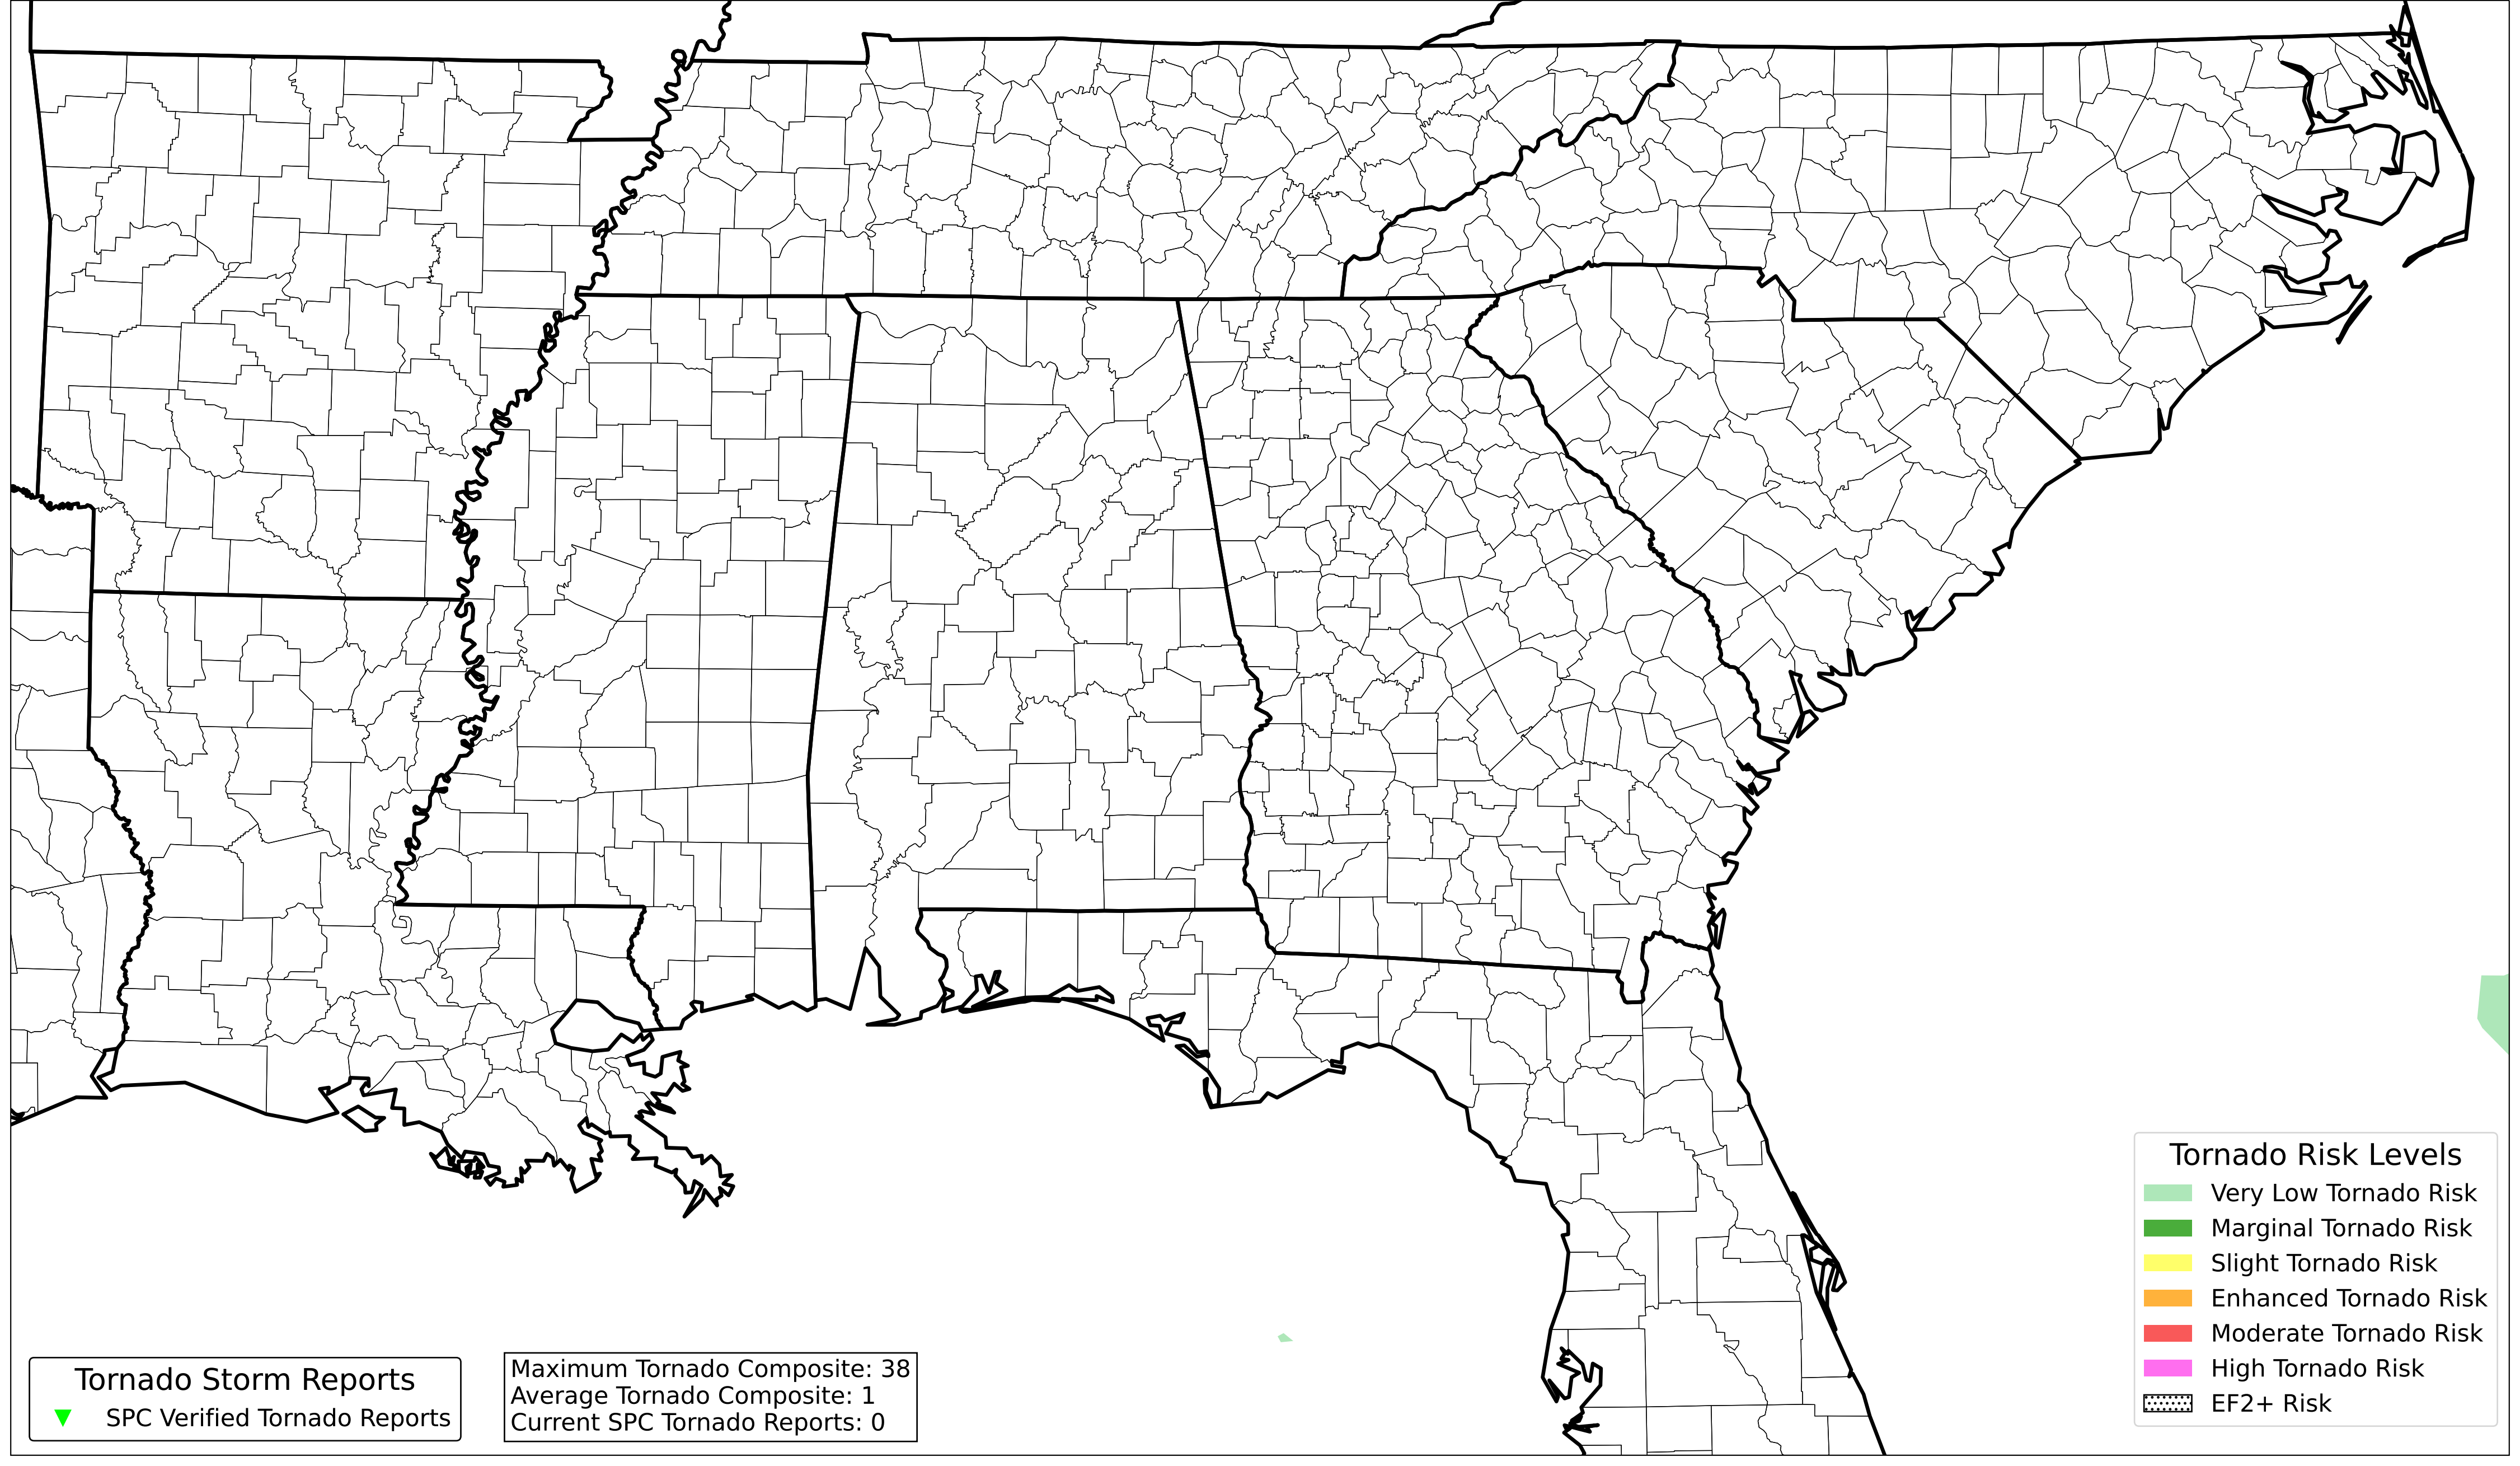 Tornado Risk Levels
Very Low Tornado Risk
Marginal Tornado Risk
Slight Tornado Risk
Enhanced Tornado Risk
Moderate Tornado Risk
High Tornado Risk
EF2+ Risk
Tornado Storm Reports
SPC Verified Tornado Reports
Maximum Tornado Composite: 38
Average Tornado Composite: 1
Current SPC Tornado Reports: 0